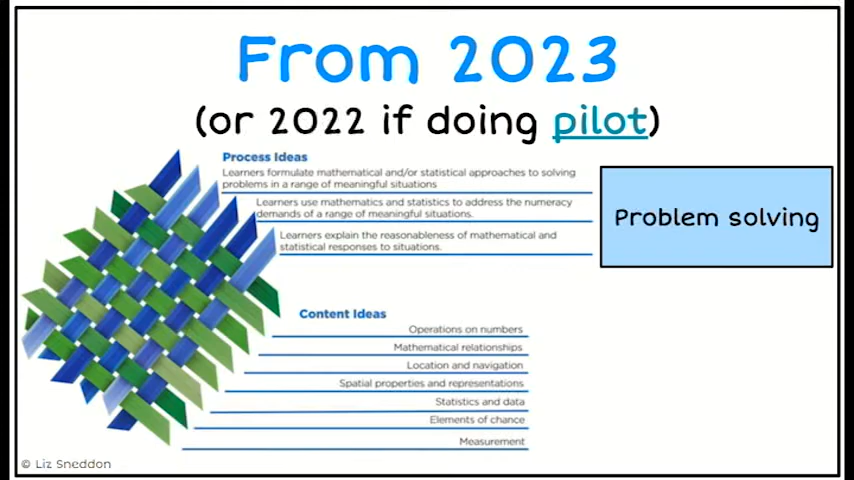 From 2023
(or 2022 if doing pilot)
Process Ideas
Learners formulate mathematical and/or statistical approaches to solving
problems in a range of meaningful situations
Learners use mathematics and statistics to address the numeracy
demands of a range of meaningful situations.
Learners explain the reasonableness of mathematical and
statistical responses to situations.
Problem solving
Content Ideas
Operations on numbers
Mathematical relationships
Location and navigation
Spatial properties and representations
Statistics and data
Elements of chance
Measurement
© Liz Sneddon